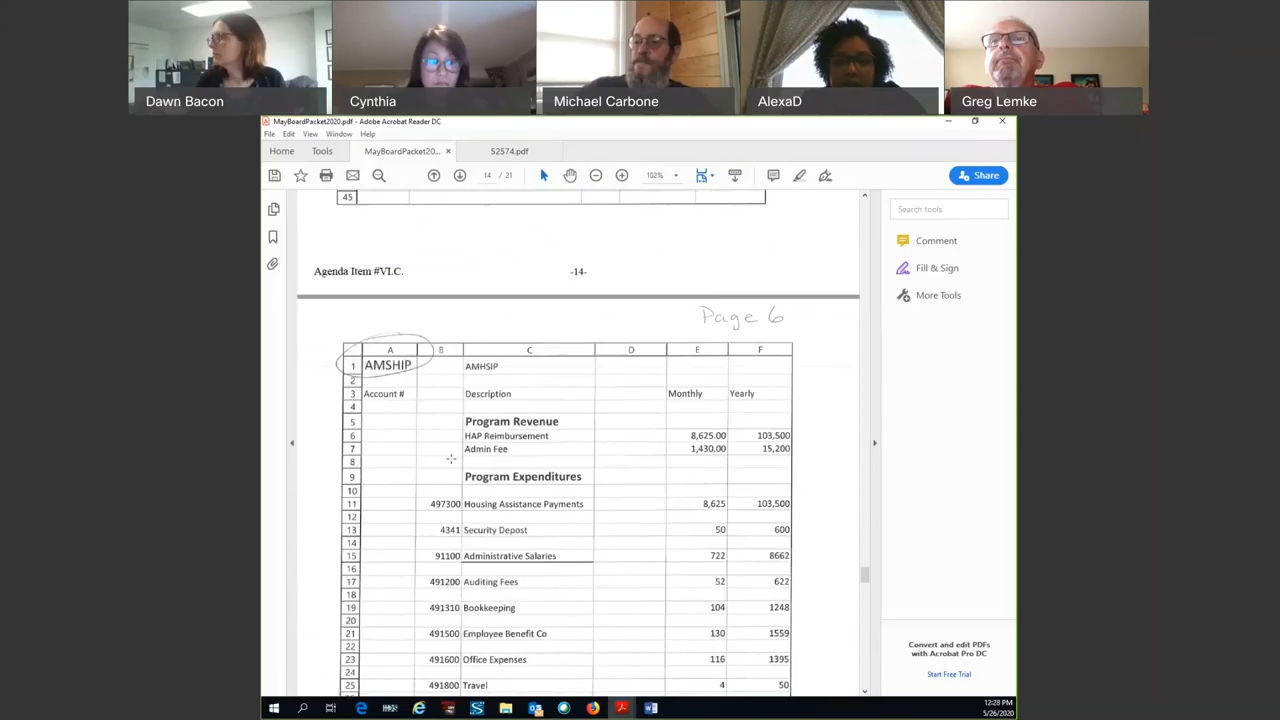 Dawn Bacon
Cynthia
Michael Carbone
AlexaD
Greg Lemke
MayBoardPacket2020.pdf - Adobe Acrobat Reader DC
File Edit View Window Help
Home Tools MayBoardPacket20... × 52574.pdf
14 / 21 102% Share
45
Search tools
Comment
Fill & Sign
More Tools
Agenda Item #VI.C. -14-
Page 6
A B C D E F
1 AMSHIP AMHSIP
2
3 Account # Description Monthly Yearly
4
5 Program Revenue
6 HAP Reimbursement 8,625.00 103,500
7 Admin Fee 1,430.00 15,200
8
9 Program Expenditures
10
11 497300 Housing Assistance Payments 8,625 103,500
12
13 4341 Security Depost 50 600
14
15 91100 Administrative Salaries 722 8662
16
17 491200 Auditing Fees 52 622
18
19 491310 Bookkeeping 104 1248
20
21 491500 Employee Benefit Co 130 1559
22
23 491600 Office Expenses 116 1395
24
25 491800 Travel 4 50
Convert and edit PDFs
with Acrobat Pro DC
Start Free Trial
12:28 PM
5/26/2020